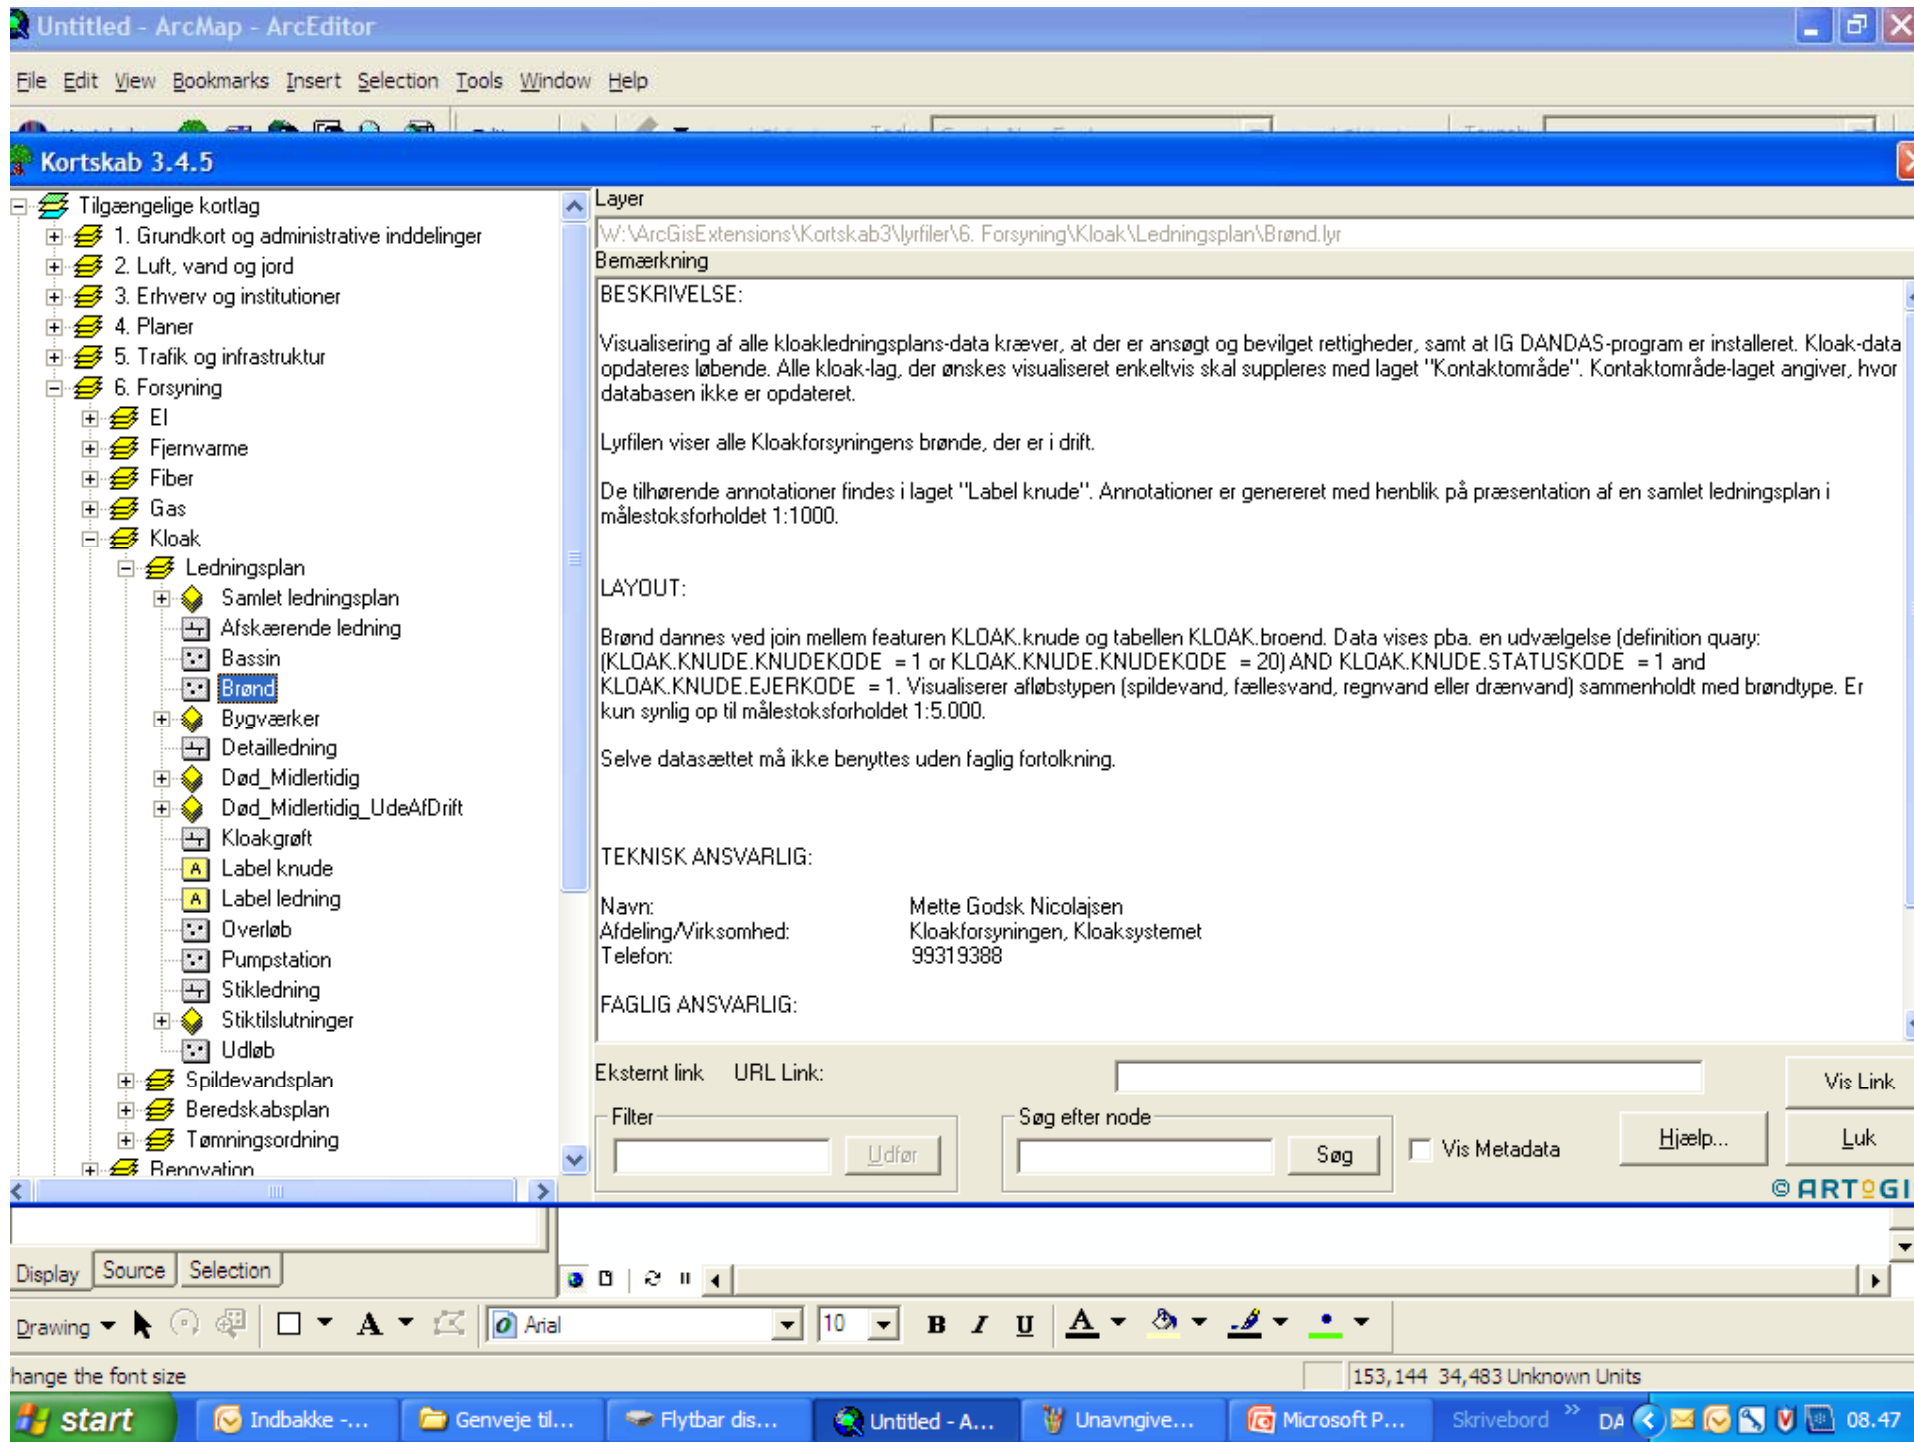 Untitled - ArcMap - ArcEditor
File Edit View Bookmarks Insert Selection Tools Window Help
Kortskab 3.4.5
Tilgængelige kortlag
1. Grundkort og administrative inddelinger
2. Luft, vand og jord
3. Erhverv og institutioner
4. Planer
5. Trafik og infrastruktur
6. Forsyning
El
Fjernvarme
Fiber
Gas
Kloak
Ledningsplan
Samlet ledningsplan
Afskærende ledning
Bassin
Brønd
Bygværker
Detailledning
Død_Midlertidig
Død_Midlertidig_UdeAfDrift
Kloakgrøft
Label knude
Label ledning
Overløb
Pumpstation
Stikledning
Stiktilslutninger
Udløb
Spildevandsplan
Beredskabsplan
Tømningsordning
Renovation
Layer
W:\ArcGisExtensions\Kortskab3\lyrfiler\6. Forsyning\Kloak\Ledningsplan\Brønd.lyr
Bemærkning
BESKRIVELSE:
Visualisering af alle kloakledningsplans-data kræver, at der er ansøgt og bevilget rettigheder, samt at IG DANDAS-program er installeret. Kloak-data
opdateres løbende. Alle kloak-lag, der ønskes visualiseret enkeltvis skal suppleres med laget "Kontaktområde". Kontaktområde-laget angiver, hvor
databasen ikke er opdateret.
Lyrfilen viser alle Kloakforsyningens brønde, der er i drift.
De tilhørende annotationer findes i laget "Label knude". Annotationer er genereret med henblik på præsentation af en samlet ledningsplan i
målestoksforholdet 1:1000.
LAYOUT:
Brønd dannes ved join mellem featuren KLOAK.knude og tabellen KLOAK.broend. Data vises pba. en udvælgelse (definition quary:
(KLOAK.KNUDE.KNUDEKODE = 1 or KLOAK.KNUDE.KNUDEKODE = 20) AND KLOAK.KNUDE.STATUSKODE = 1 and
KLOAK.KNUDE.EJERKODE = 1. Visualiserer afløbstypen (spildevand, fællesvand, regnvand eller drænvand) sammenholdt med brøndtype. Er
kun synlig op til målestoksforholdet 1:5.000.
Selve datasættet må ikke benyttes uden faglig fortolkning.
TEKNISK ANSVARLIG:
Navn: Mette Godsk Nicolajsen
Afdeling/Virksomhed: Kloakforsyningen, Kloaksystemet
Telefon: 99319388
FAGLIG ANSVARLIG:
Eksternt link URL Link:
Vis Link
Filter
Udfør
Søg efter node
Søg
Vis Metadata
Hjælp...
Luk
© ARTOGI
Display Source Selection
Drawing A Arial 10 B I U A
hange the font size
153,144 34,483 Unknown Units
start Indbakke -... Genveje til... Flytbar dis... Untitled - A... Unavngive... Microsoft P... Skrivebord » DA 08.47